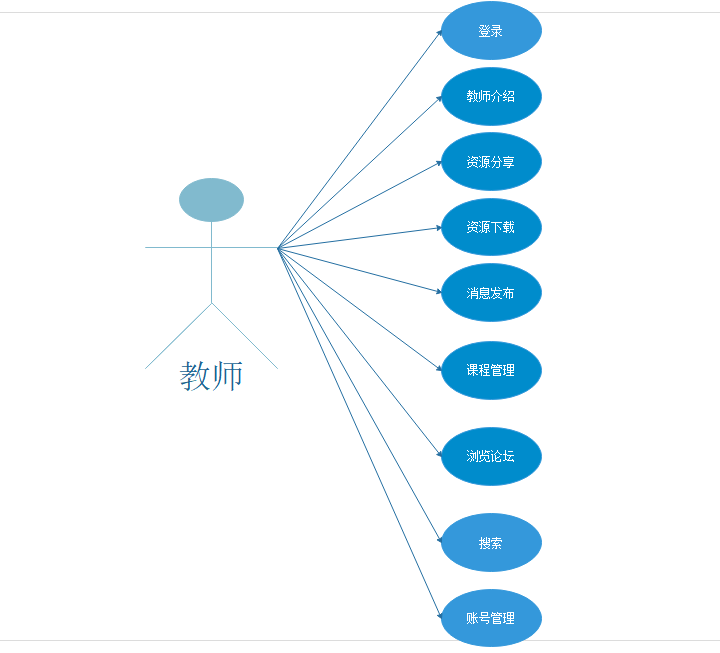 登录
教师介绍
资源分享
资源下载
消息发布
课程管理
教师
浏览论坛
搜索
账号管理